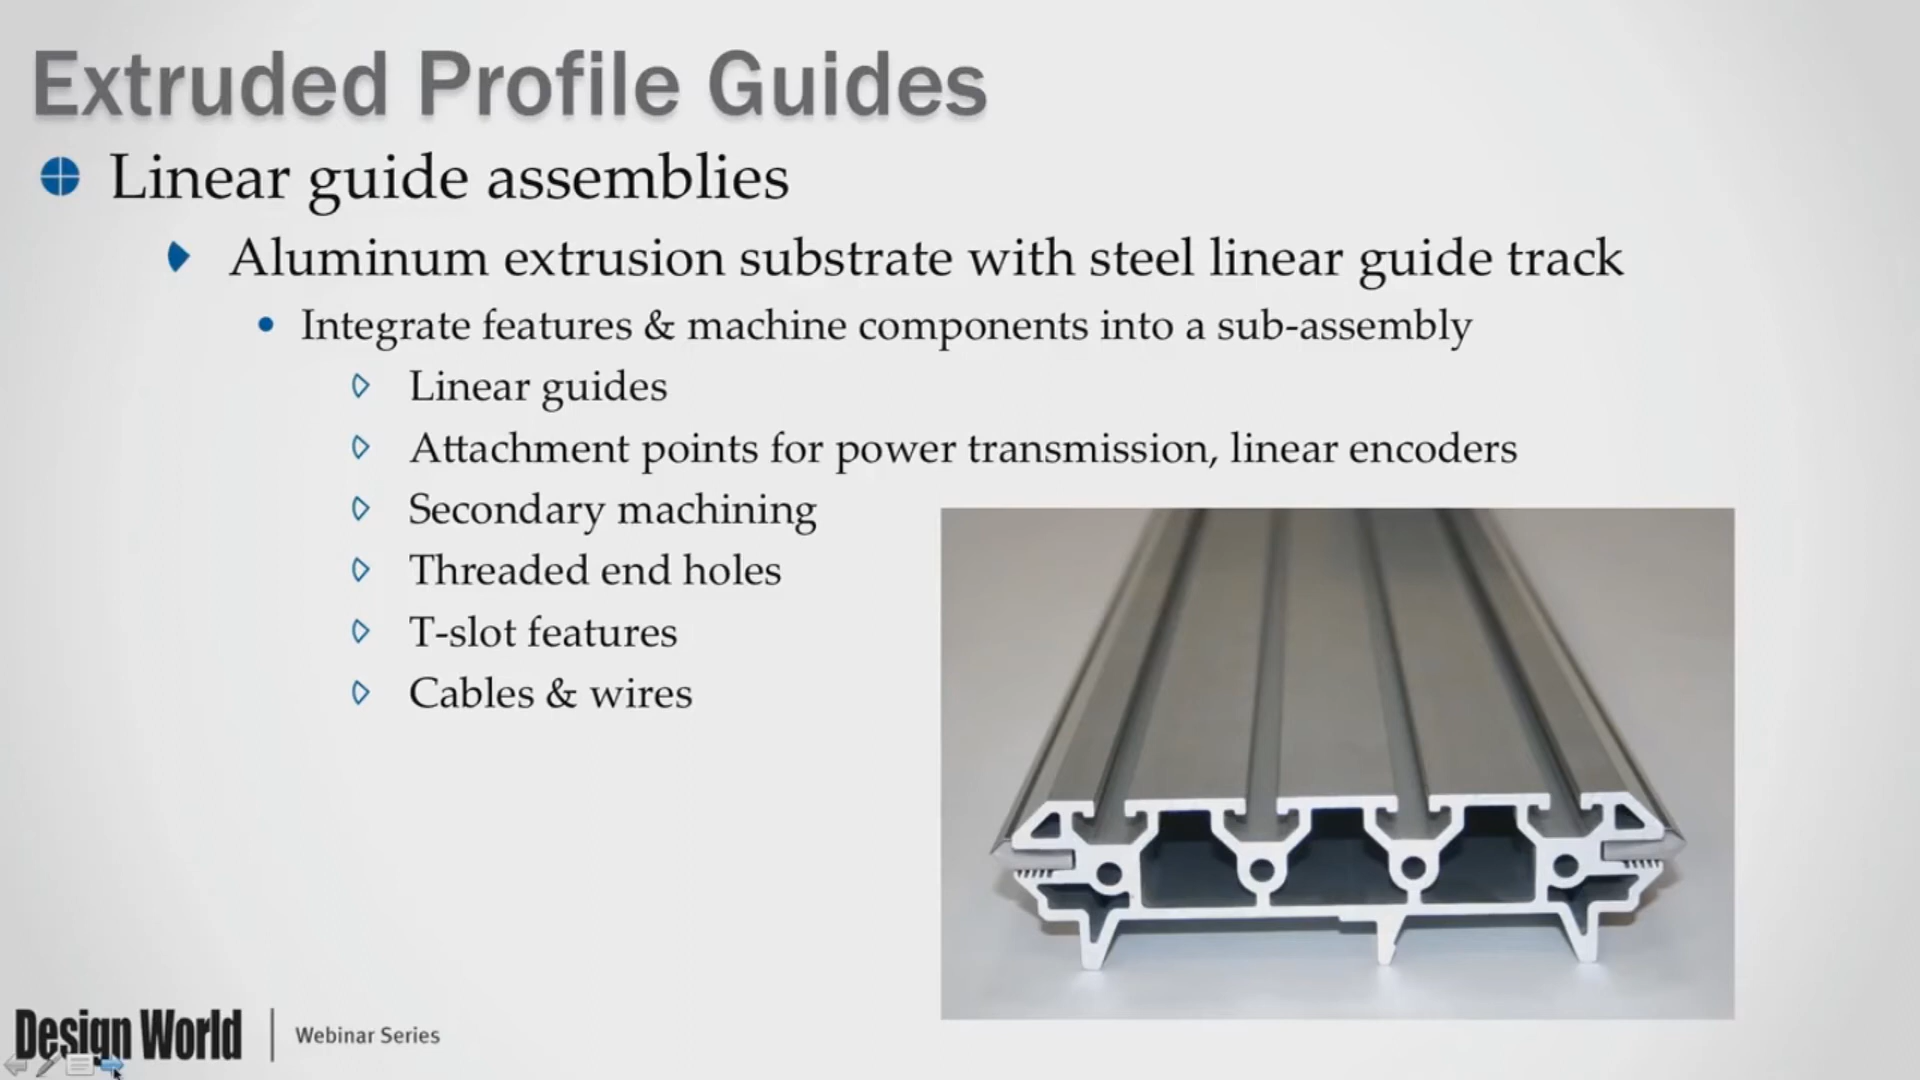 Extruded Profile Guides
Linear guide assemblies
Aluminum extrusion substrate with steel linear guide track
Integrate features & machine components into a sub-assembly
Linear guides
Attachment points for power transmission, linear encoders
Secondary machining
Threaded end holes
T-slot features
Cables & wires
Design World
Webinar Series